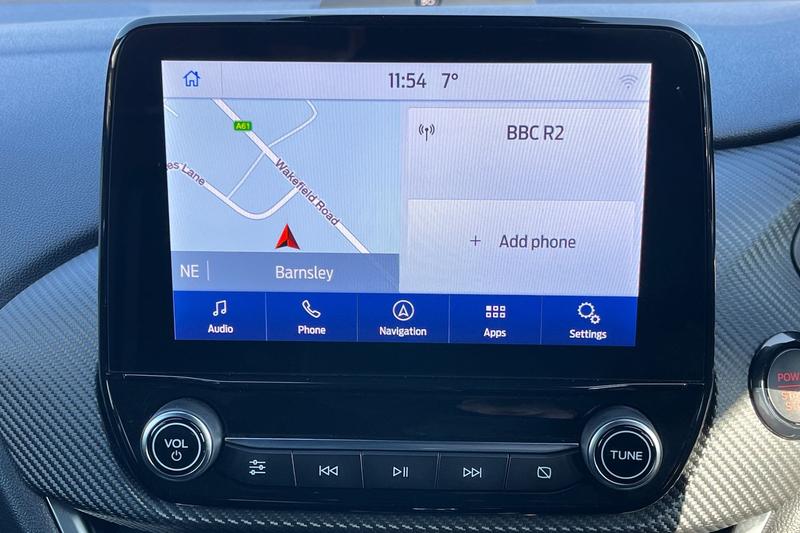 11:54 7°
A61
Wakefield Road
es Lane
BBC R2
+ Add phone
NE
Barnsley
Audio
Phone
Navigation
Apps
Settings
VOL
TUNE
POW